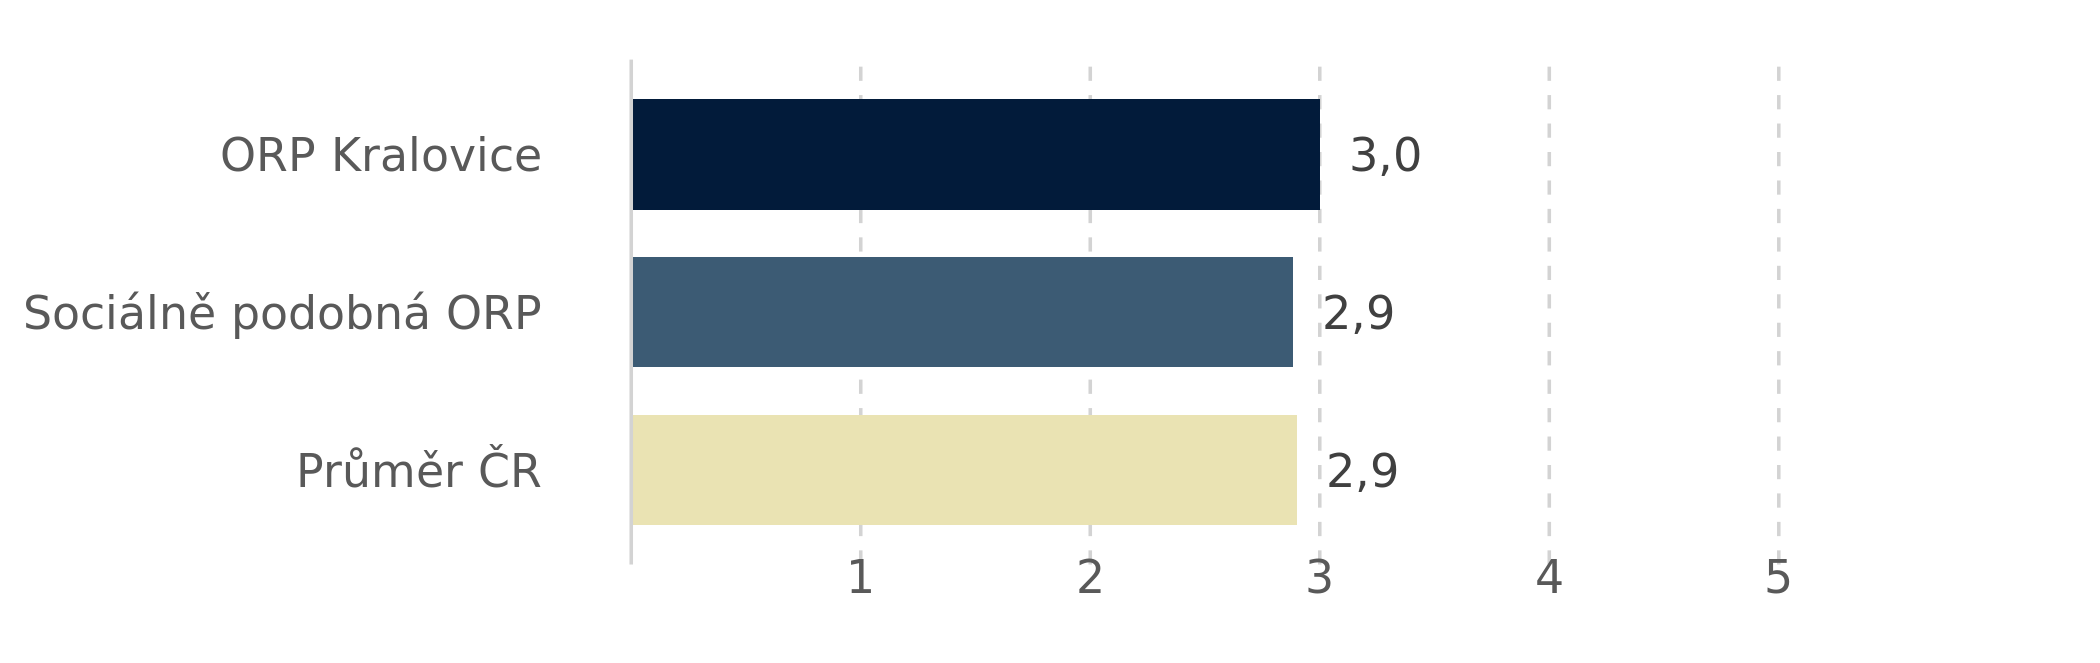 ORP Kralovice
3,0
Sociálně podobná ORP
2,9
Průměr ČR
2,9
1 2 3 4 5